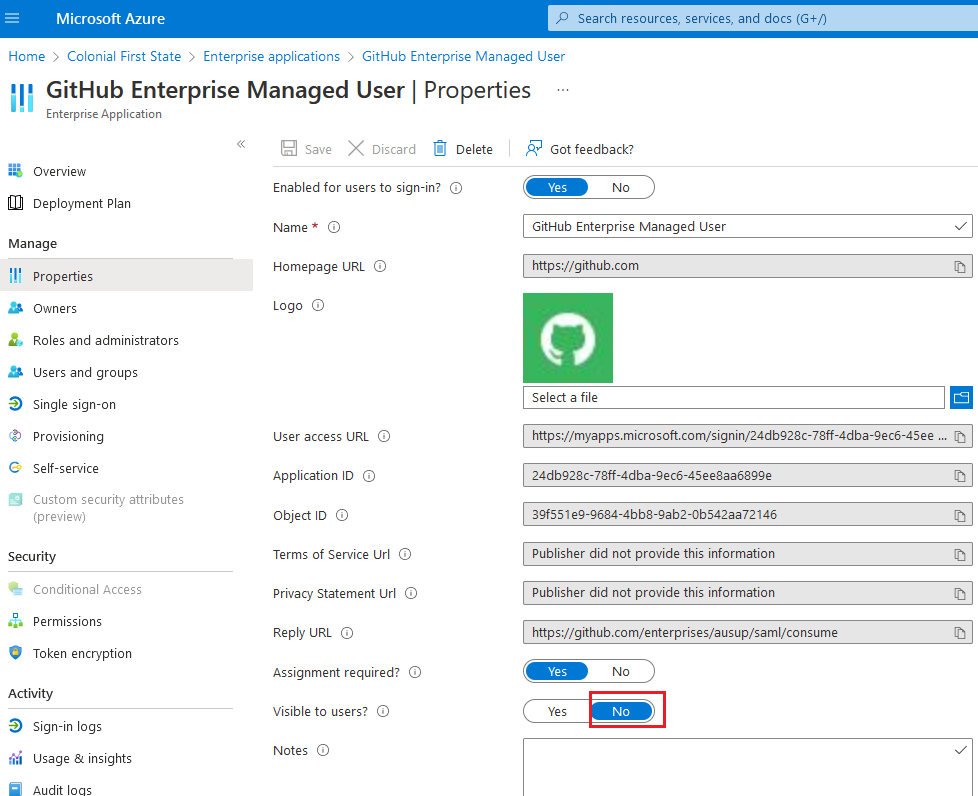 Microsoft Azure
Search resources, services, and docs (G+/)
Home > Colonial First State > Enterprise applications > GitHub Enterprise Managed User
GitHub Enterprise Managed User | Properties ...
Enterprise Application
«
Overview
Deployment Plan
Manage
Properties
Owners
Roles and administrators
Users and groups
Single sign-on
Provisioning
Self-service
Custom security attributes
(preview)
Security
Conditional Access
Permissions
Token encryption
Activity
Sign-in logs
Usage & insights
Audit logs
Save Discard Delete Got feedback?
Enabled for users to sign-in? Yes No
Name * GitHub Enterprise Managed User
Homepage URL https://github.com
Logo
Select a file
User access URL https://myapps.microsoft.com/signin/24db928c-78ff-4dba-9ec6-45ee ...
Application ID 24db928c-78ff-4dba-9ec6-45ee8aa6899e
Object ID 39f551e9-9684-4bb8-9ab2-0b542aa72146
Terms of Service Url Publisher did not provide this information
Privacy Statement Url Publisher did not provide this information
Reply URL https://github.com/enterprises/ausup/saml/consume
Assignment required? Yes No
Visible to users? Yes No
Notes